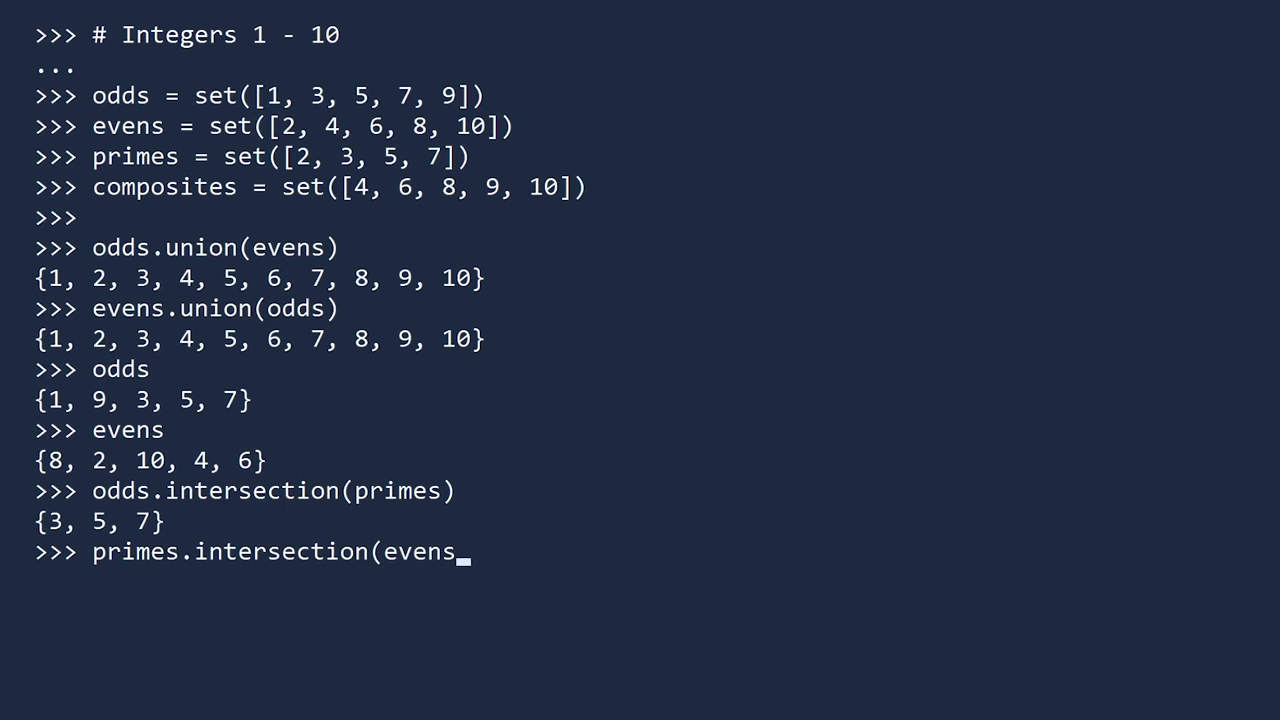 >>> # Integers 1 - 10
...
>>> odds = set([1, 3, 5, 7, 9])
>>> evens = set([2, 4, 6, 8, 10])
>>> primes = set([2, 3, 5, 7])
>>> composites = set([4, 6, 8, 9, 10])
>>>
>>> odds.union(evens)
{1, 2, 3, 4, 5, 6, 7, 8, 9, 10}
>>> evens.union(odds)
{1, 2, 3, 4, 5, 6, 7, 8, 9, 10}
>>> odds
{1, 9, 3, 5, 7}
>>> evens
{8, 2, 10, 4, 6}
>>> odds.intersection(primes)
{3, 5, 7}
>>> primes.intersection(evens